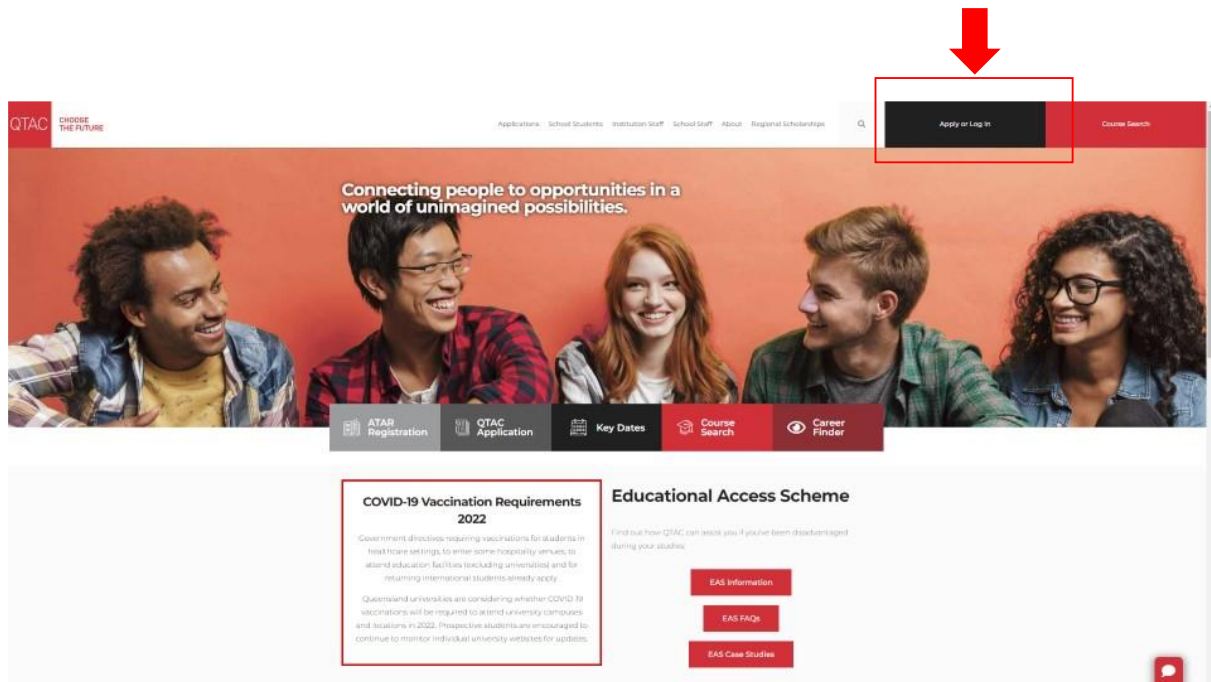 QTAC
CHOOSE
THE FUTURE
Applications School Students Institution Staff School Staff About Regional Scholarships
Apply or Log In
Course Search
Connecting people to opportunities in a
world of unimagined possibilities.
ATAR
Registration
QTAC
Application
Key Dates
Course
Search
Career
Finder
COVID-19 Vaccination Requirements
2022
Government directives requiring vaccinations for students in
healthcare settings, to enter some hospitality venues, to
attend education facilities (excluding universities) and for
returning international students already apply.
Queensland universities are considering whether COVID-19
vaccinations will be required to attend university campuses
and locations in 2022. Prospective students are encouraged to
continue to monitor individual university websites for updates.
Educational Access Scheme
Find out how QTAC can assist you if you've been disadvantaged
during your studies
EAS Information
EAS FAQs
EAS Case Studies